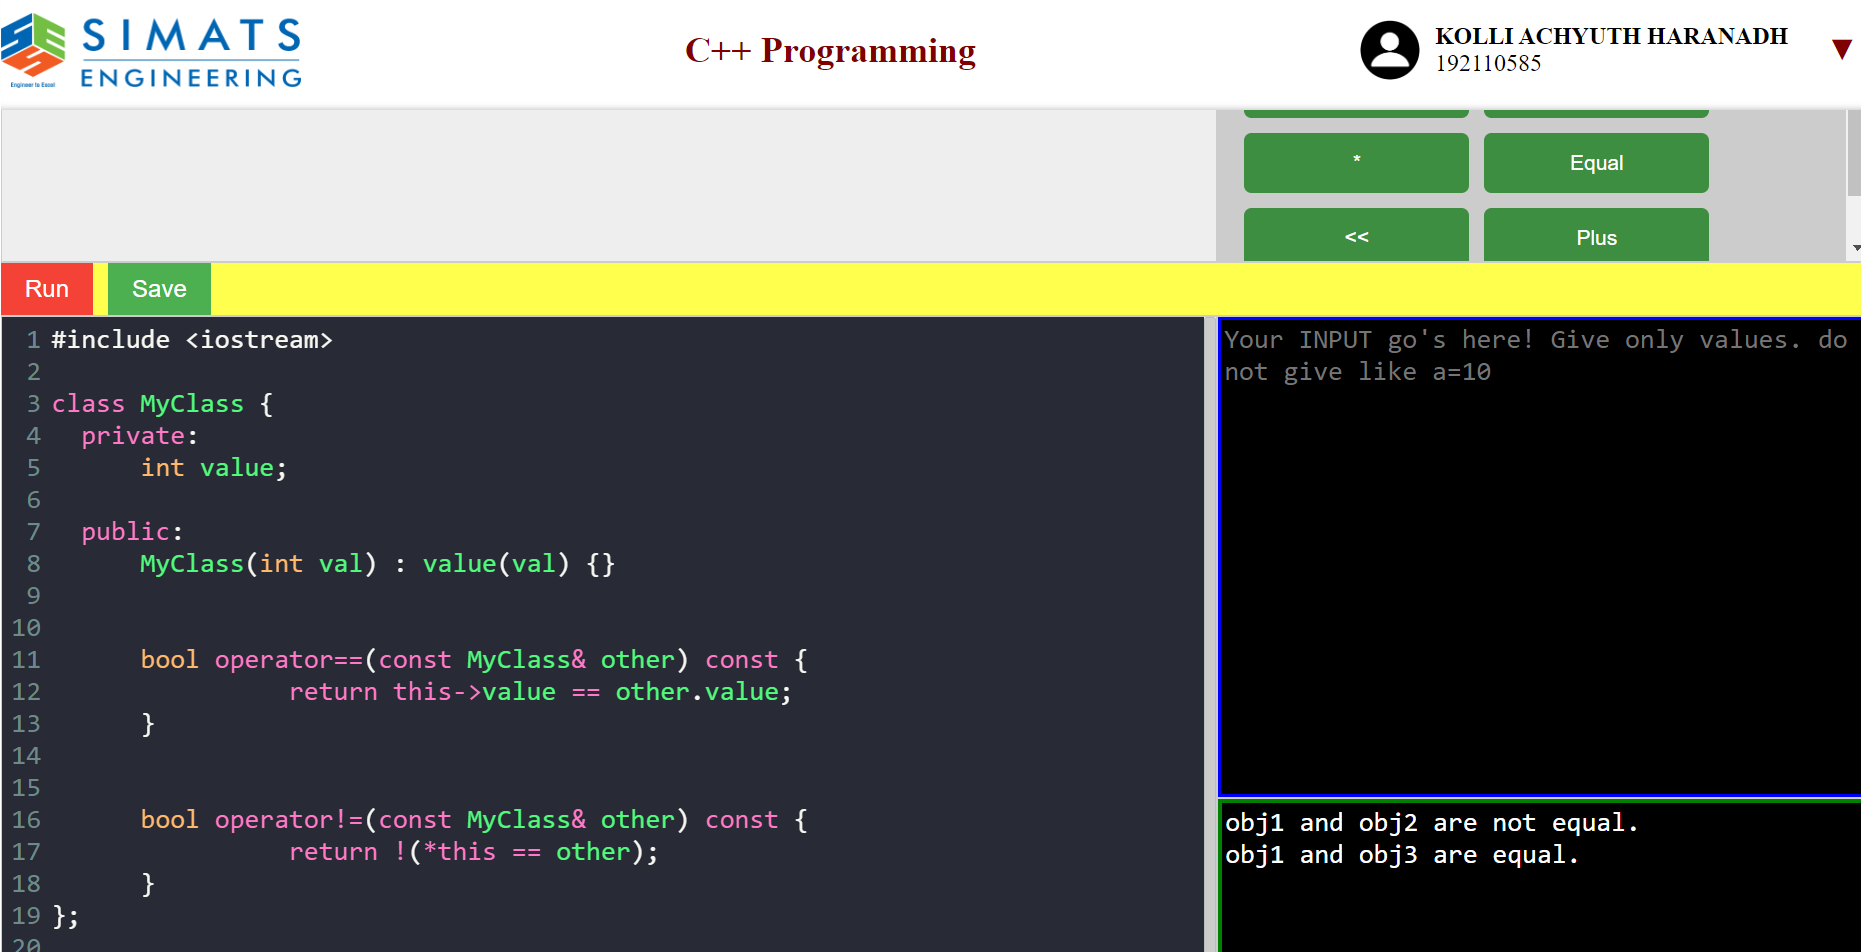 SIMATS
ENGINEERING
Engineer to Excel
C++ Programming
KOLLI ACHYUTH HARANADH
192110585
*
Equal
<<
Plus
Run
Save
1 #include <iostream>
2
3 class MyClass {
4 private:
5 int value;
6
7 public:
8 MyClass(int val) : value(val) {}
9
10
11 bool operator==(const MyClass& other) const {
12 return this->value == other.value;
13 }
14
15
16 bool operator!=(const MyClass& other) const {
17 return !(*this == other);
18 }
19 };
20
Your INPUT go's here! Give only values. do
not give like a=10
obj1 and obj2 are not equal.
obj1 and obj3 are equal.